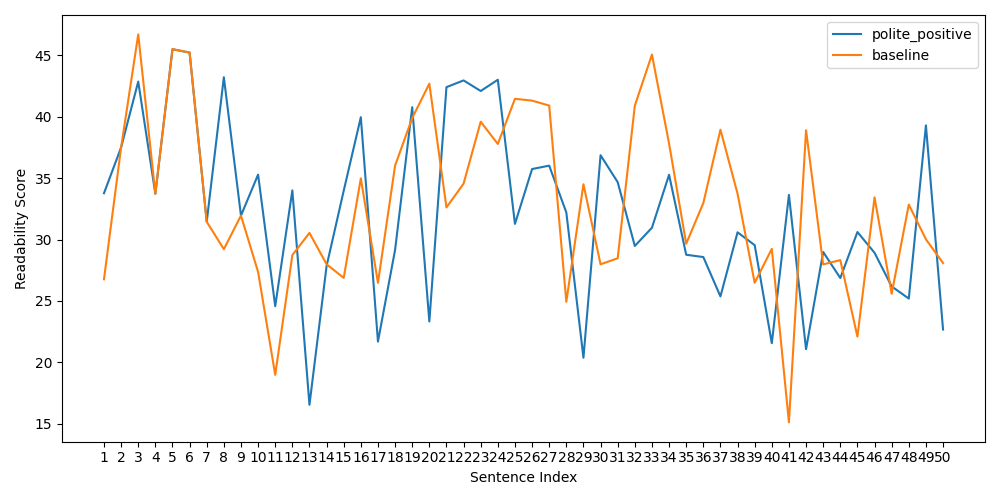 polite_positive
baseline
Readability Score
45
40
35
30
25
20
15
1 2 3 4 5 6 7 8 9 10 11 12 13 14 15 16 17 18 19 20 21 22 23 24 25 26 27 28 29 30 31 32 33 34 35 36 37 38 39 40 41 42 43 44 45 46 47 48 49 50
Sentence Index